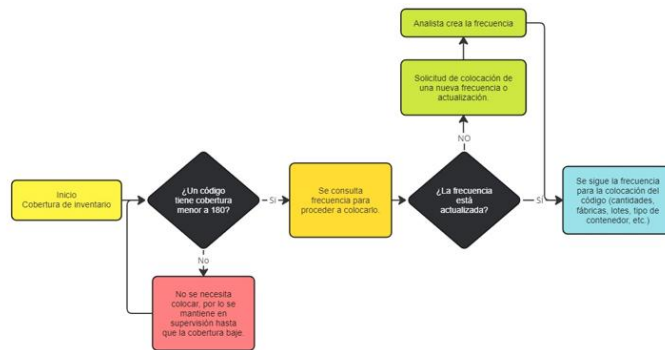 Analista crea la frecuencia
Solicitud de colocación de
una nueva frecuencia o
actualización.
NO
Inicio
Cobertura de inventario
¿Un código
tiene cobertura
menor a 180?
SI
Se consulta
frecuencia para
proceder a colocarlo.
¿La frecuencia
está
actualizada?
SÍ
Se sigue la frecuencia
para la colocación del
código (cantidades,
fábricas, lotes, tipo de
contenedor, etc.)
No
No se necesita
colocar, por lo se
mantiene en
supervisión hasta
que la cobertura baje.